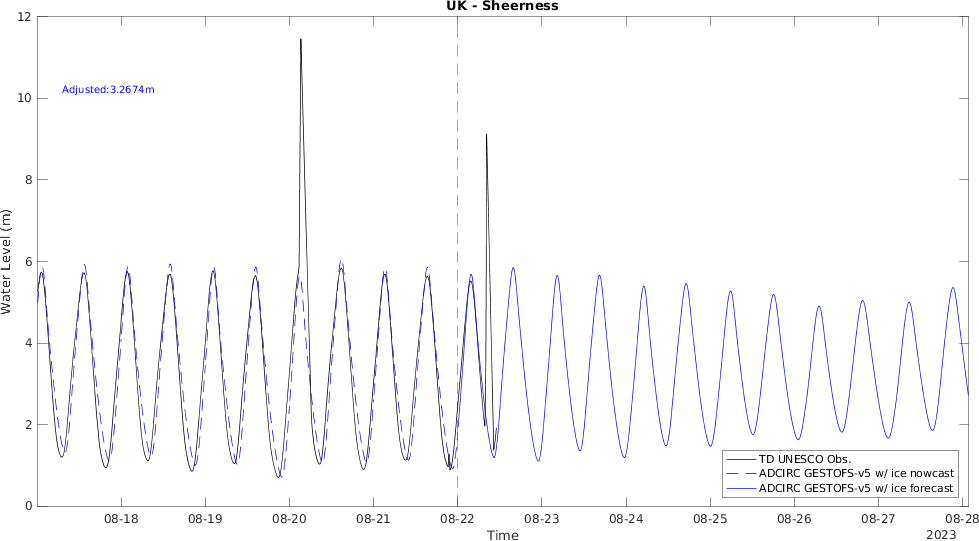 UK - Sheerness
12
10
8
6
4
2
0
Water Level (m)
Adjusted:3.2674m
TD UNESCO Obs.
ADCIRC GESTOFS-v5 w/ ice nowcast
ADCIRC GESTOFS-v5 w/ ice forecast
08-18 08-19 08-20 08-21 08-22 08-23 08-24 08-25 08-26 08-27 08-28
Time
2023